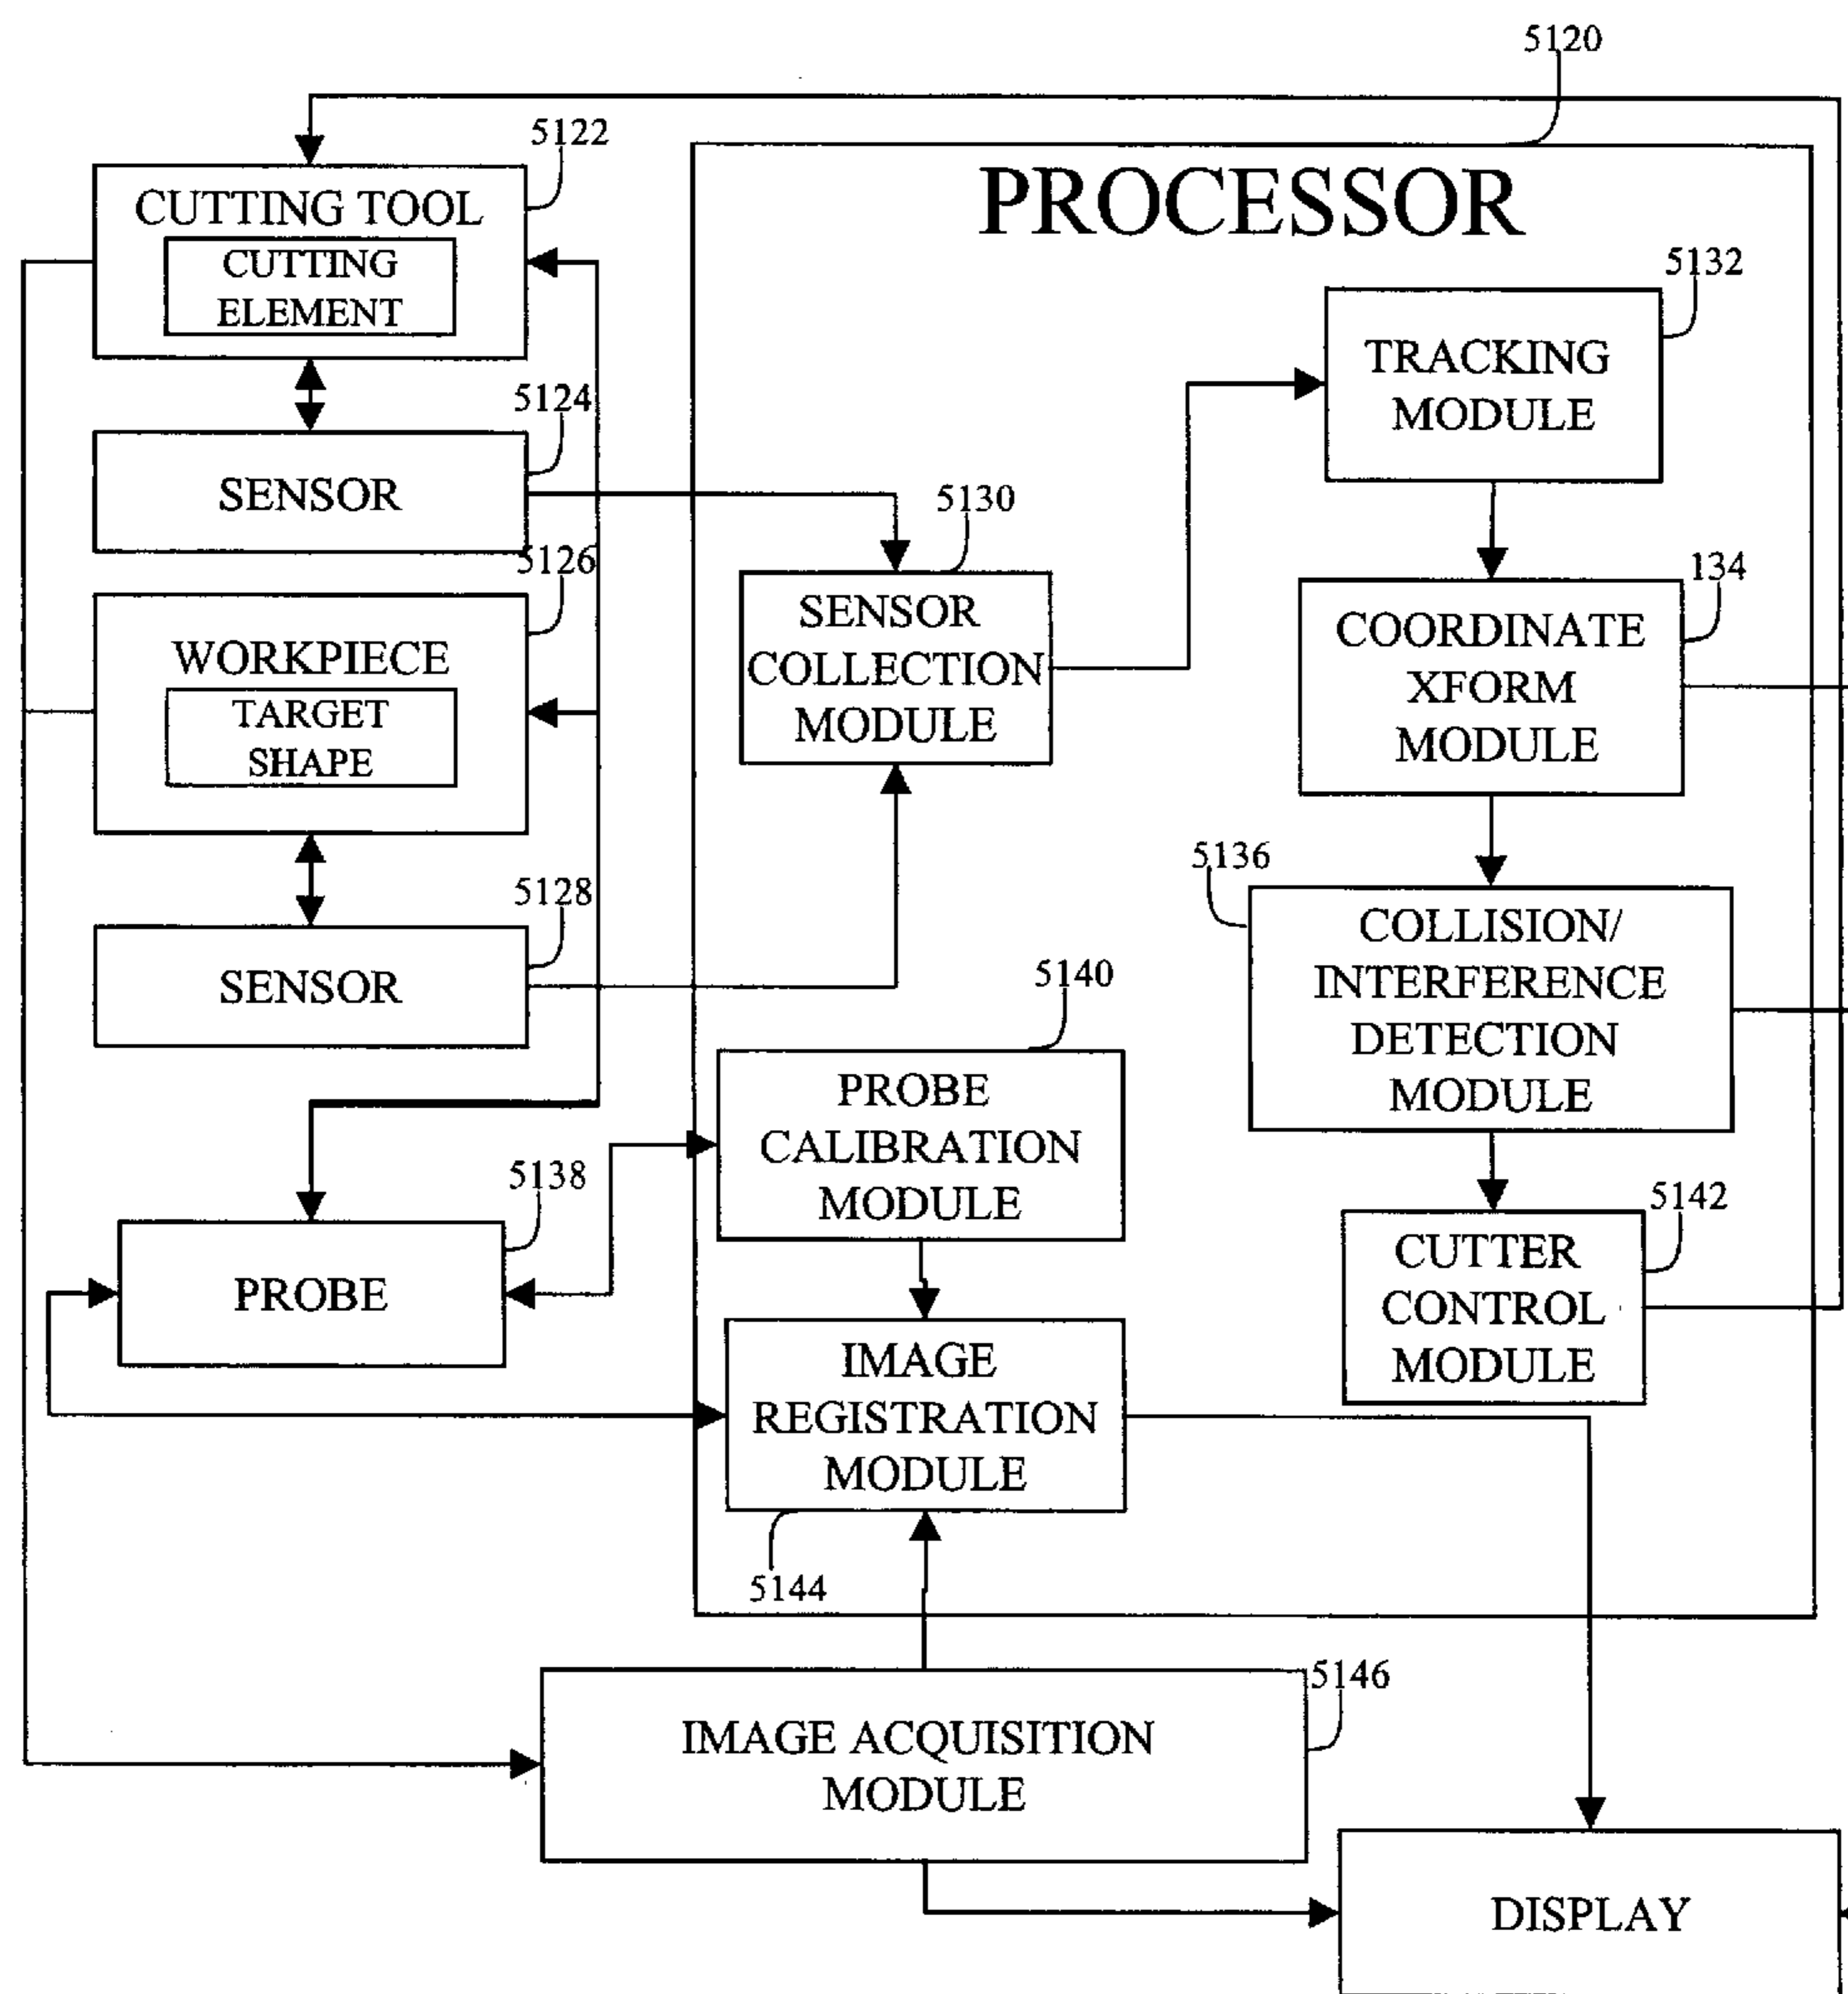 5120
5122
CUTTING TOOL
CUTTING
ELEMENT
PROCESSOR
5132
TRACKING
MODULE
5124
SENSOR
5130
SENSOR
COLLECTION
MODULE
134
COORDINATE
XFORM
MODULE
5126
WORKPIECE
TARGET
SHAPE
5136
COLLISION/
INTERFERENCE
DETECTION
MODULE
5128
SENSOR
5140
PROBE
CALIBRATION
MODULE
5138
PROBE
5142
CUTTER
CONTROL
MODULE
IMAGE
REGISTRATION
MODULE
5144
5146
IMAGE ACQUISITION
MODULE
DISPLAY